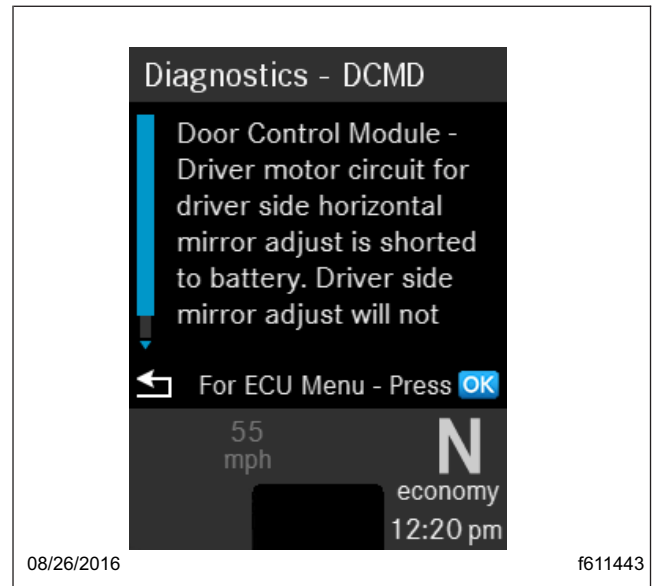 Diagnostics - DCMD
Door Control Module -
Driver motor circuit for
driver side horizontal
mirror adjust is shorted
to battery. Driver side
mirror adjust will not
For ECU Menu - Press OK
55
mph
N
economy
12:20 pm
08/26/2016
f611443